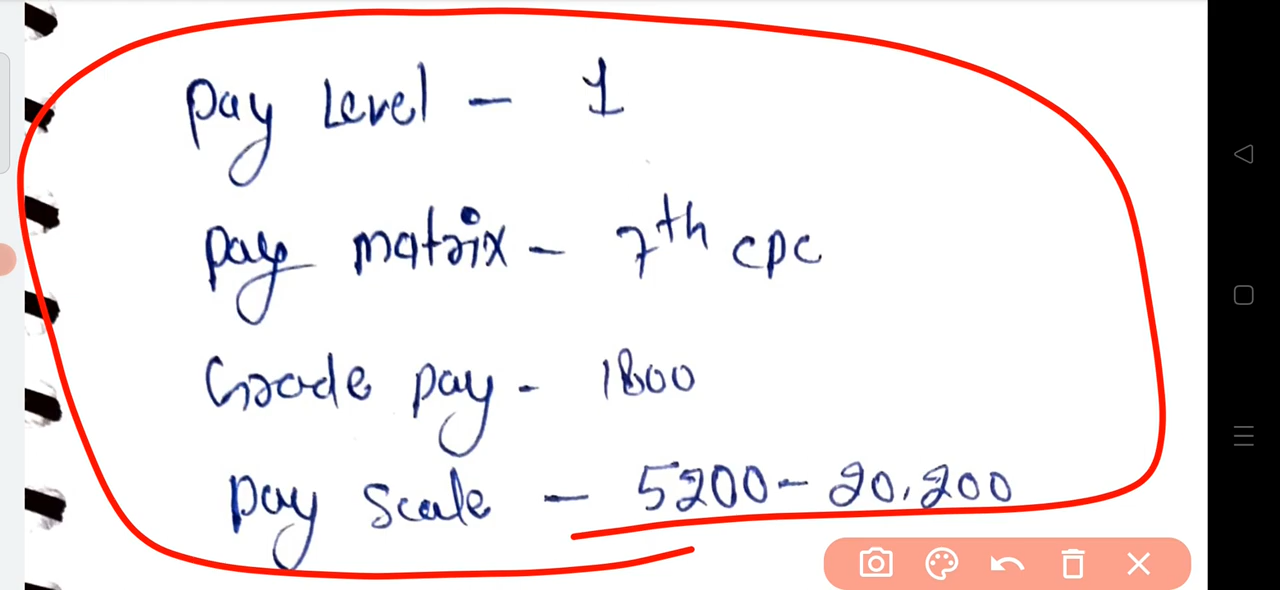 Pay Level - 1
Pay matrix - 7th cpc
Grade pay - 1800
Pay Scale - 5200 - 20,200